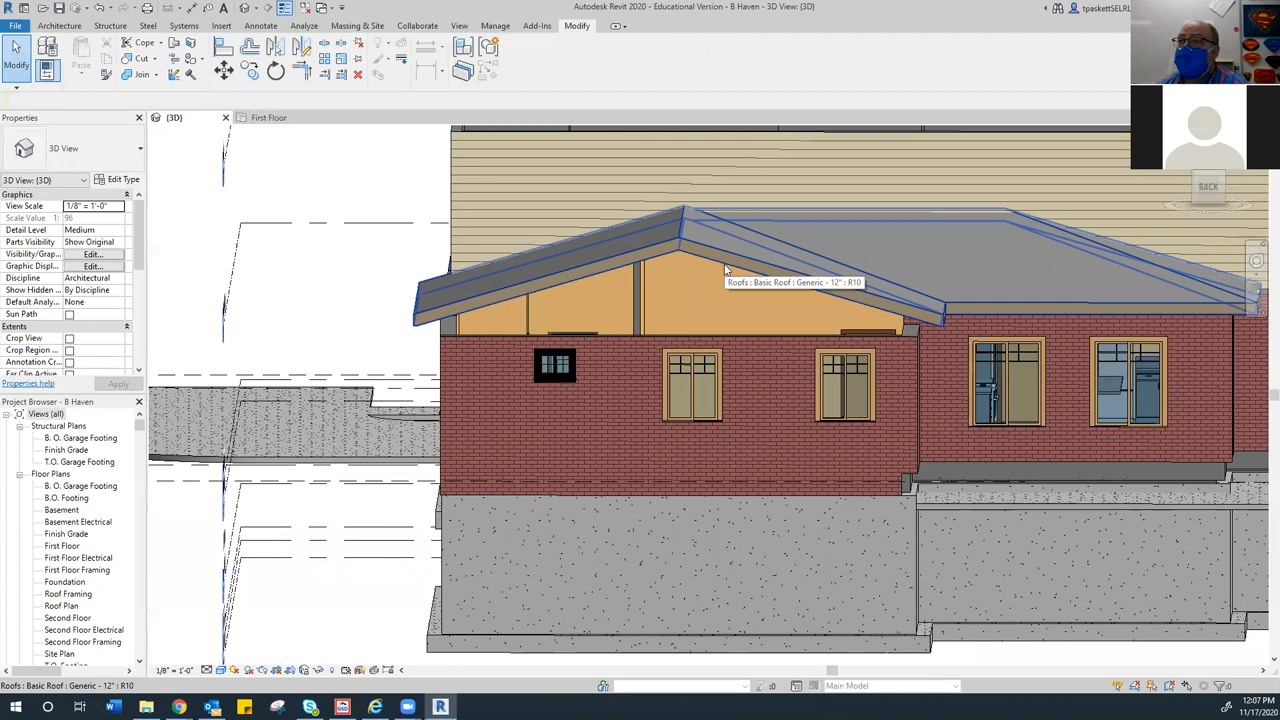 Autodesk Revit 2020 - Educational Version - B Haven - 3D View: {3D}
tpaskettSELRL
File Architecture Structure Steel Systems Insert Annotate Analyze Massing & Site Collaborate View Manage Add-Ins Modify
Modify
Paste
Cope
Cut
Join
Properties
{3D}
First Floor
3D View
3D View: {3D}
Edit Type
Graphics
View Scale 1/8" = 1'-0"
Scale Value 1: 96
Detail Level Medium
Parts Visibility Show Original
Visibility/Grap... Edit...
Graphic Displ... Edit...
Discipline Architectural
Show Hidden ... By Discipline
Default Analy... None
Sun Path
Extents
Crop View
Crop Region ...
Annotation Cr...
Properties help
Apply
Project Browser - B Haven
Views (all)
Structural Plans
B. O. Garage Footing
Finish Grade
T.O. Garage Footing
Floor Plans
B. O. Garage Footing
B.O. Footing
Basement
Basement Electrical
Finish Grade
First Floor
First Floor Electrical
First Floor Framing
Foundation
Roof Framing
Roof Plan
Second Floor
Second Floor Electrical
Second Floor Framing
Site Plan
BACK
Roofs : Basic Roof : Generic - 12" : R10
1/8" = 1'-0"
Roofs : Basic Roof : Generic - 12" : R10
:0
Main Model
:0
12:07 PM
11/17/2020